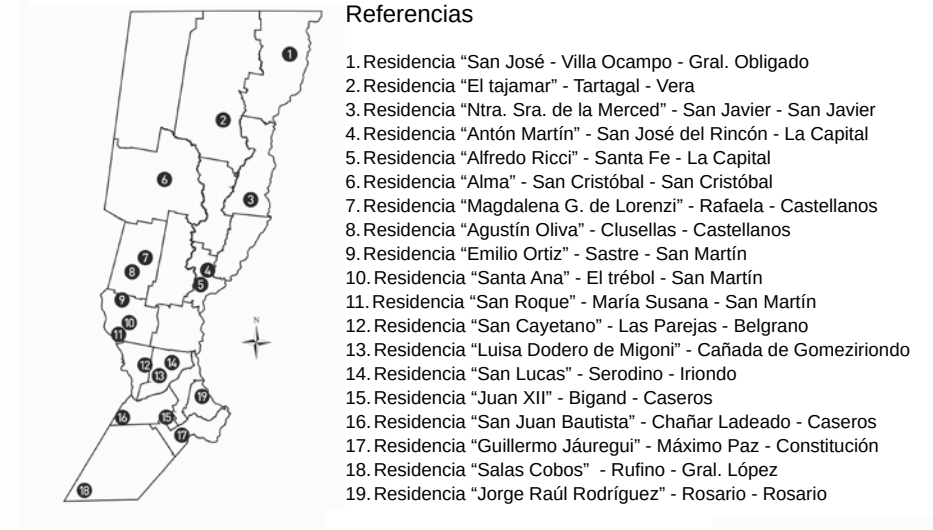 Referencias
1. Residencia “San José - Villa Ocampo - Gral. Obligado
2. Residencia “El tajamar” - Tartagal - Vera
3. Residencia “Ntra. Sra. de la Merced” - San Javier - San Javier
4. Residencia “Antón Martín” - San José del Rincón - La Capital
5. Residencia “Alfredo Ricci” - Santa Fe - La Capital
6. Residencia “Alma” - San Cristóbal - San Cristóbal
7. Residencia “Magdalena G. de Lorenzi” - Rafaela - Castellanos
8. Residencia “Agustín Oliva” - Clusellas - Castellanos
9. Residencia “Emilio Ortiz” - Sastre - San Martín
10. Residencia “Santa Ana” - El trébol - San Martín
11. Residencia “San Roque” - María Susana - San Martín
12. Residencia “San Cayetano” - Las Parejas - Belgrano
13. Residencia “Luisa Dodero de Migoni” - Cañada de Gomeziriondo
14. Residencia “San Lucas” - Serodino - Iriondo
15. Residencia “Juan XII” - Bigand - Caseros
16. Residencia “San Juan Bautista” - Chañar Ladeado - Caseros
17. Residencia “Guillermo Jáuregui” - Máximo Paz - Constitución
18. Residencia “Salas Cobos” - Rufino - Gral. López
19. Residencia “Jorge Raúl Rodríguez” - Rosario - Rosario
1
2
6
3
7
8
4
5
9
10
11
N
12
14
13
19
16
15
17
18